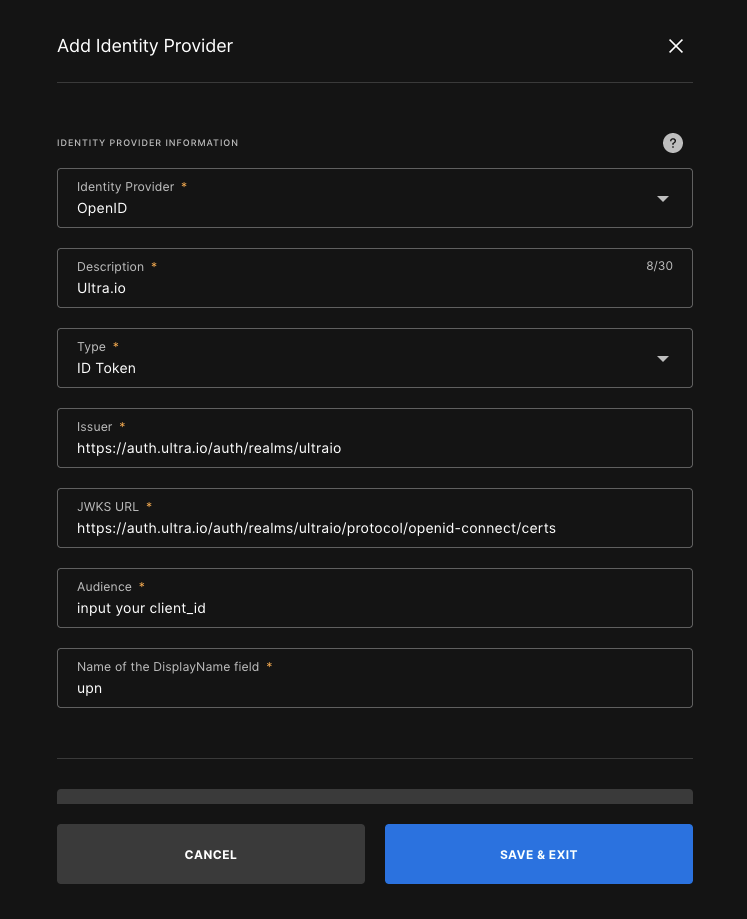 Add Identity Provider
IDENTITY PROVIDER INFORMATION
?
Identity Provider *
OpenID
Description *
8/30
Ultra.io
Type *
ID Token
Issuer *
https://auth.ultra.io/auth/realms/ultraio
JWKS URL *
https://auth.ultra.io/auth/realms/ultraio/protocol/openid-connect/certs
Audience *
input your client_id
Name of the DisplayName field *
upn
CANCEL
SAVE & EXIT